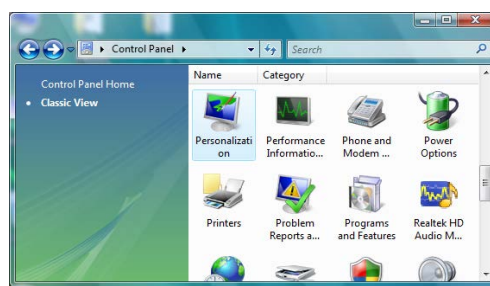 Control Panel
Search
Control Panel Home
Classic View
Name Category
Personalizati
on
Performance
Informatio...
Phone and
Modem ...
Power
Options
Printers
Problem
Reports a...
Programs
and Features
Realtek HD
Audio M...